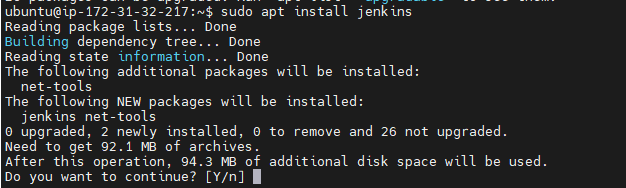 ubuntu@ip-172-31-32-217:~$ sudo apt install jenkins
Reading package lists... Done
Building dependency tree... Done
Reading state information... Done
The following additional packages will be installed:
  net-tools
The following NEW packages will be installed:
  jenkins net-tools
0 upgraded, 2 newly installed, 0 to remove and 26 not upgraded.
Need to get 92.1 MB of archives.
After this operation, 94.3 MB of additional disk space will be used.
Do you want to continue? [Y/n]